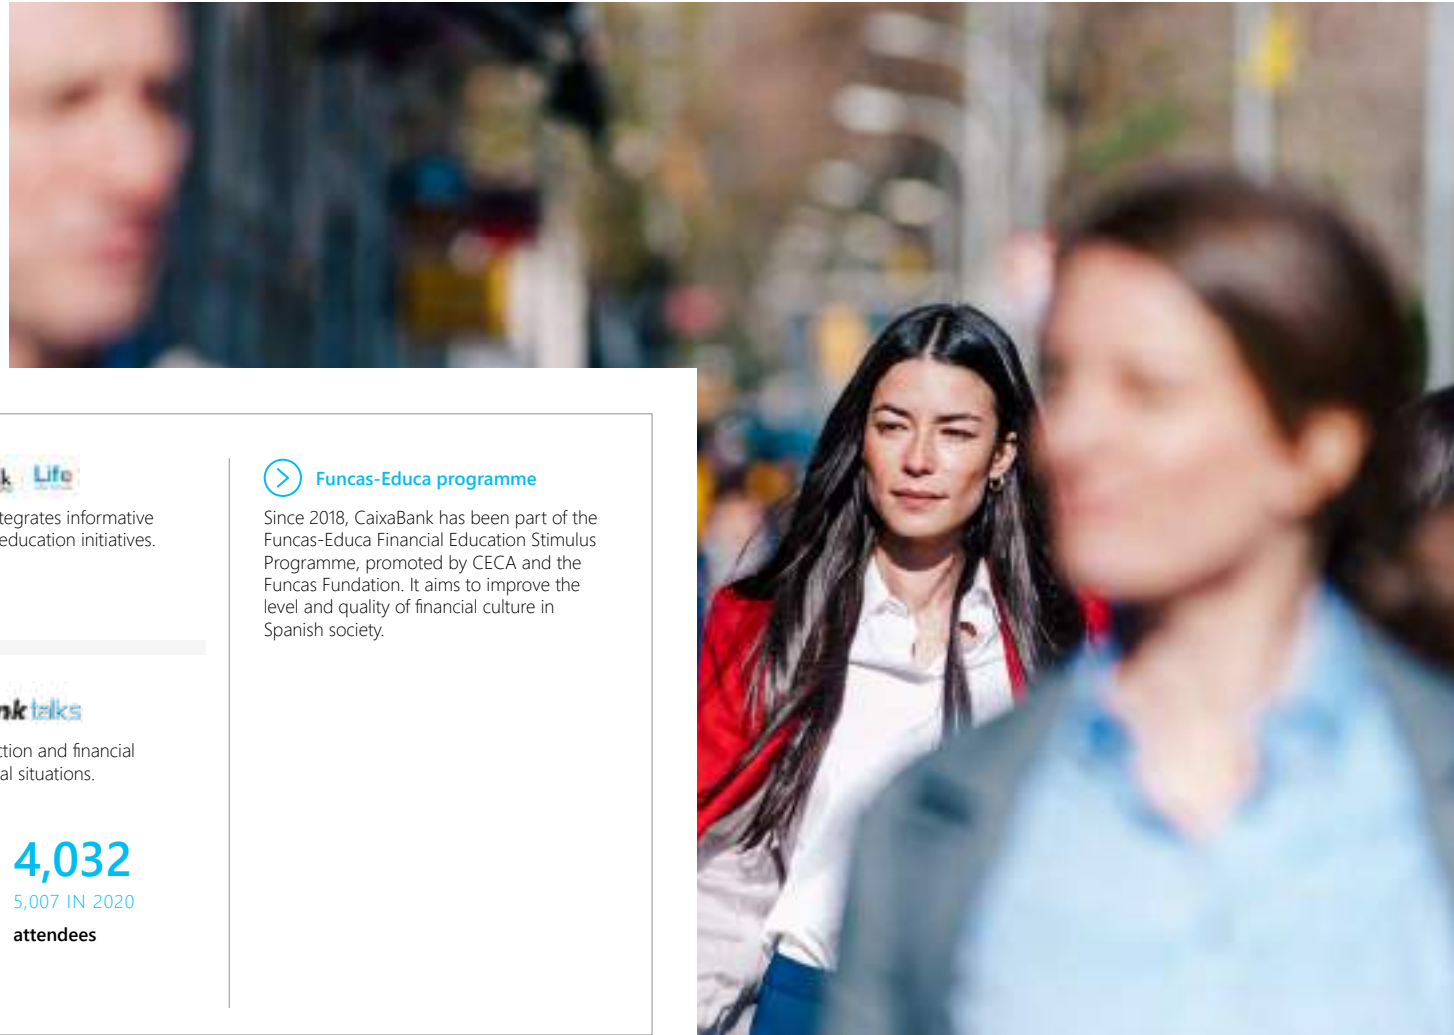 k Life
tegrates informative
education initiatives.
nktalks
ction and financial
al situations.
4,032
5,007 IN 2020
attendees
Funcas-Educa programme
Since 2018, CaixaBank has been part of the
Funcas-Educa Financial Education Stimulus
Programme, promoted by CECA and the
Funcas Fundation. It aims to improve the
level and quality of financial culture in
Spanish society.